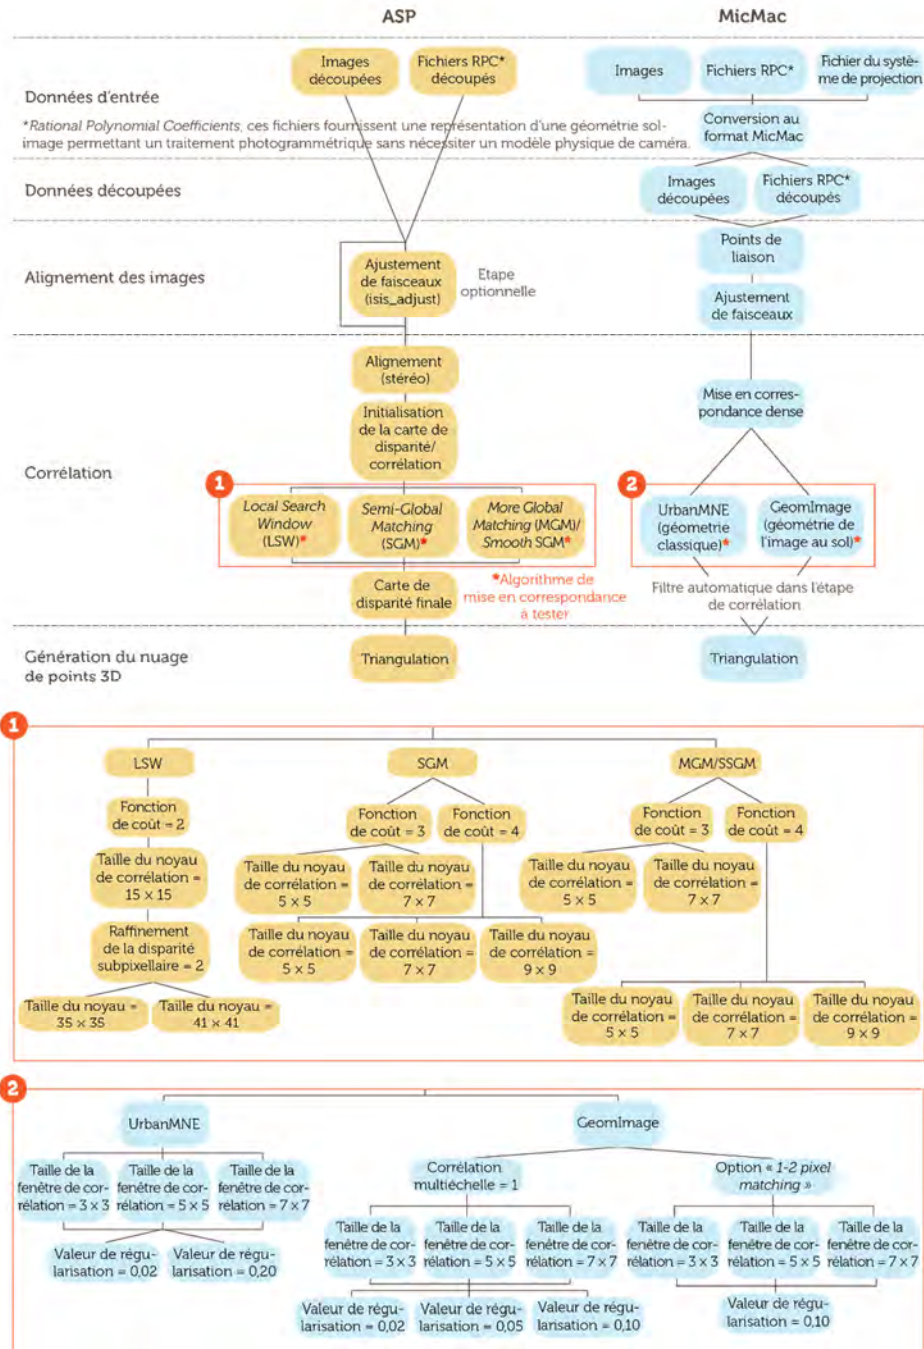 ASP
MicMac
Images
découpées
Fichiers RPC*
découpés
Images
Fichiers RPC*
Fichier du systè-
me de projection
Données d'entrée
*Rational Polynomial Coefficients, ces fichiers fournissent une représentation d'une géométrie sol-
image permettant un traitement photogrammétrique sans nécessiter un modèle physique de caméra.
Conversion au
format MicMac
Données découpées
Images
découpées
Fichiers RPC*
découpés
Alignement des images
Ajustement
de faisceaux
(isis_adjust)
Etape
optionnelle
Points de
liaison
Ajustement
de faisceaux
Corrélation
Alignement
(stéréo)
Initialisation
de la carte de
disparité/
corrélation
Mise en corres-
pondance dense
1
Local Search
Window
(LSW)*
Semi-Global
Matching
(SGM)*
More Global
Matching (MGM)/
Smooth SGM*
2
UrbanMNE
(géometrie
classique)*
GeomImage
(géométrie de
l'image au sol)*
Carte de
disparité finale
*Algorithme de
mise en correspondance
à tester
Filtre automatique dans l'étape
de corrélation
Génération du nuage
de points 3D
Triangulation
Triangulation
1
LSW
SGM
MGM/SSGM
Fonction
de coût = 2
Fonction
de coût = 3
Fonction
de coût = 4
Fonction
de coût = 3
Fonction
de coût = 4
Taille du noyau
de corrélation =
15 × 15
Taille du noyau
de corrélation =
5 × 5
Taille du noyau
de corrélation =
7 × 7
Taille du noyau
de corrélation =
5 × 5
Taille du noyau
de corrélation =
7 × 7
Raffinement
de la disparité
subpixellaire = 2
Taille du noyau
de corrélation =
5 × 5
Taille du noyau
de corrélation =
7 × 7
Taille du noyau
de corrélation =
9 × 9
Taille du noyau =
35 × 35
Taille du noyau =
41 × 41
Taille du noyau
de corrélation =
5 × 5
Taille du noyau
de corrélation =
7 × 7
Taille du noyau
de corrélation =
9 × 9
2
UrbanMNE
GeomImage
Taille de la
fenêtre de cor-
rélation = 3 × 3
Taille de la
fenêtre de cor-
rélation = 5 × 5
Taille de la
fenêtre de cor-
rélation = 7 × 7
Corrélation
multiéchelle = 1
Option « 1-2 pixel
matching »
Taille de la
fenêtre de cor-
rélation = 3 × 3
Taille de la
fenêtre de cor-
rélation = 5 × 5
Taille de la
fenêtre de cor-
rélation = 7 × 7
Taille de la
fenêtre de cor-
rélation = 3 × 3
Taille de la
fenêtre de cor-
rélation = 5 × 5
Taille de la
fenêtre de cor-
rélation = 7 × 7
Valeur de régu-
larisation = 0,02
Valeur de régu-
larisation = 0,20
Valeur de régu-
larisation = 0,02
Valeur de régu-
larisation = 0,05
Valeur de régu-
larisation = 0,10
Valeur de régu-
larisation = 0,10